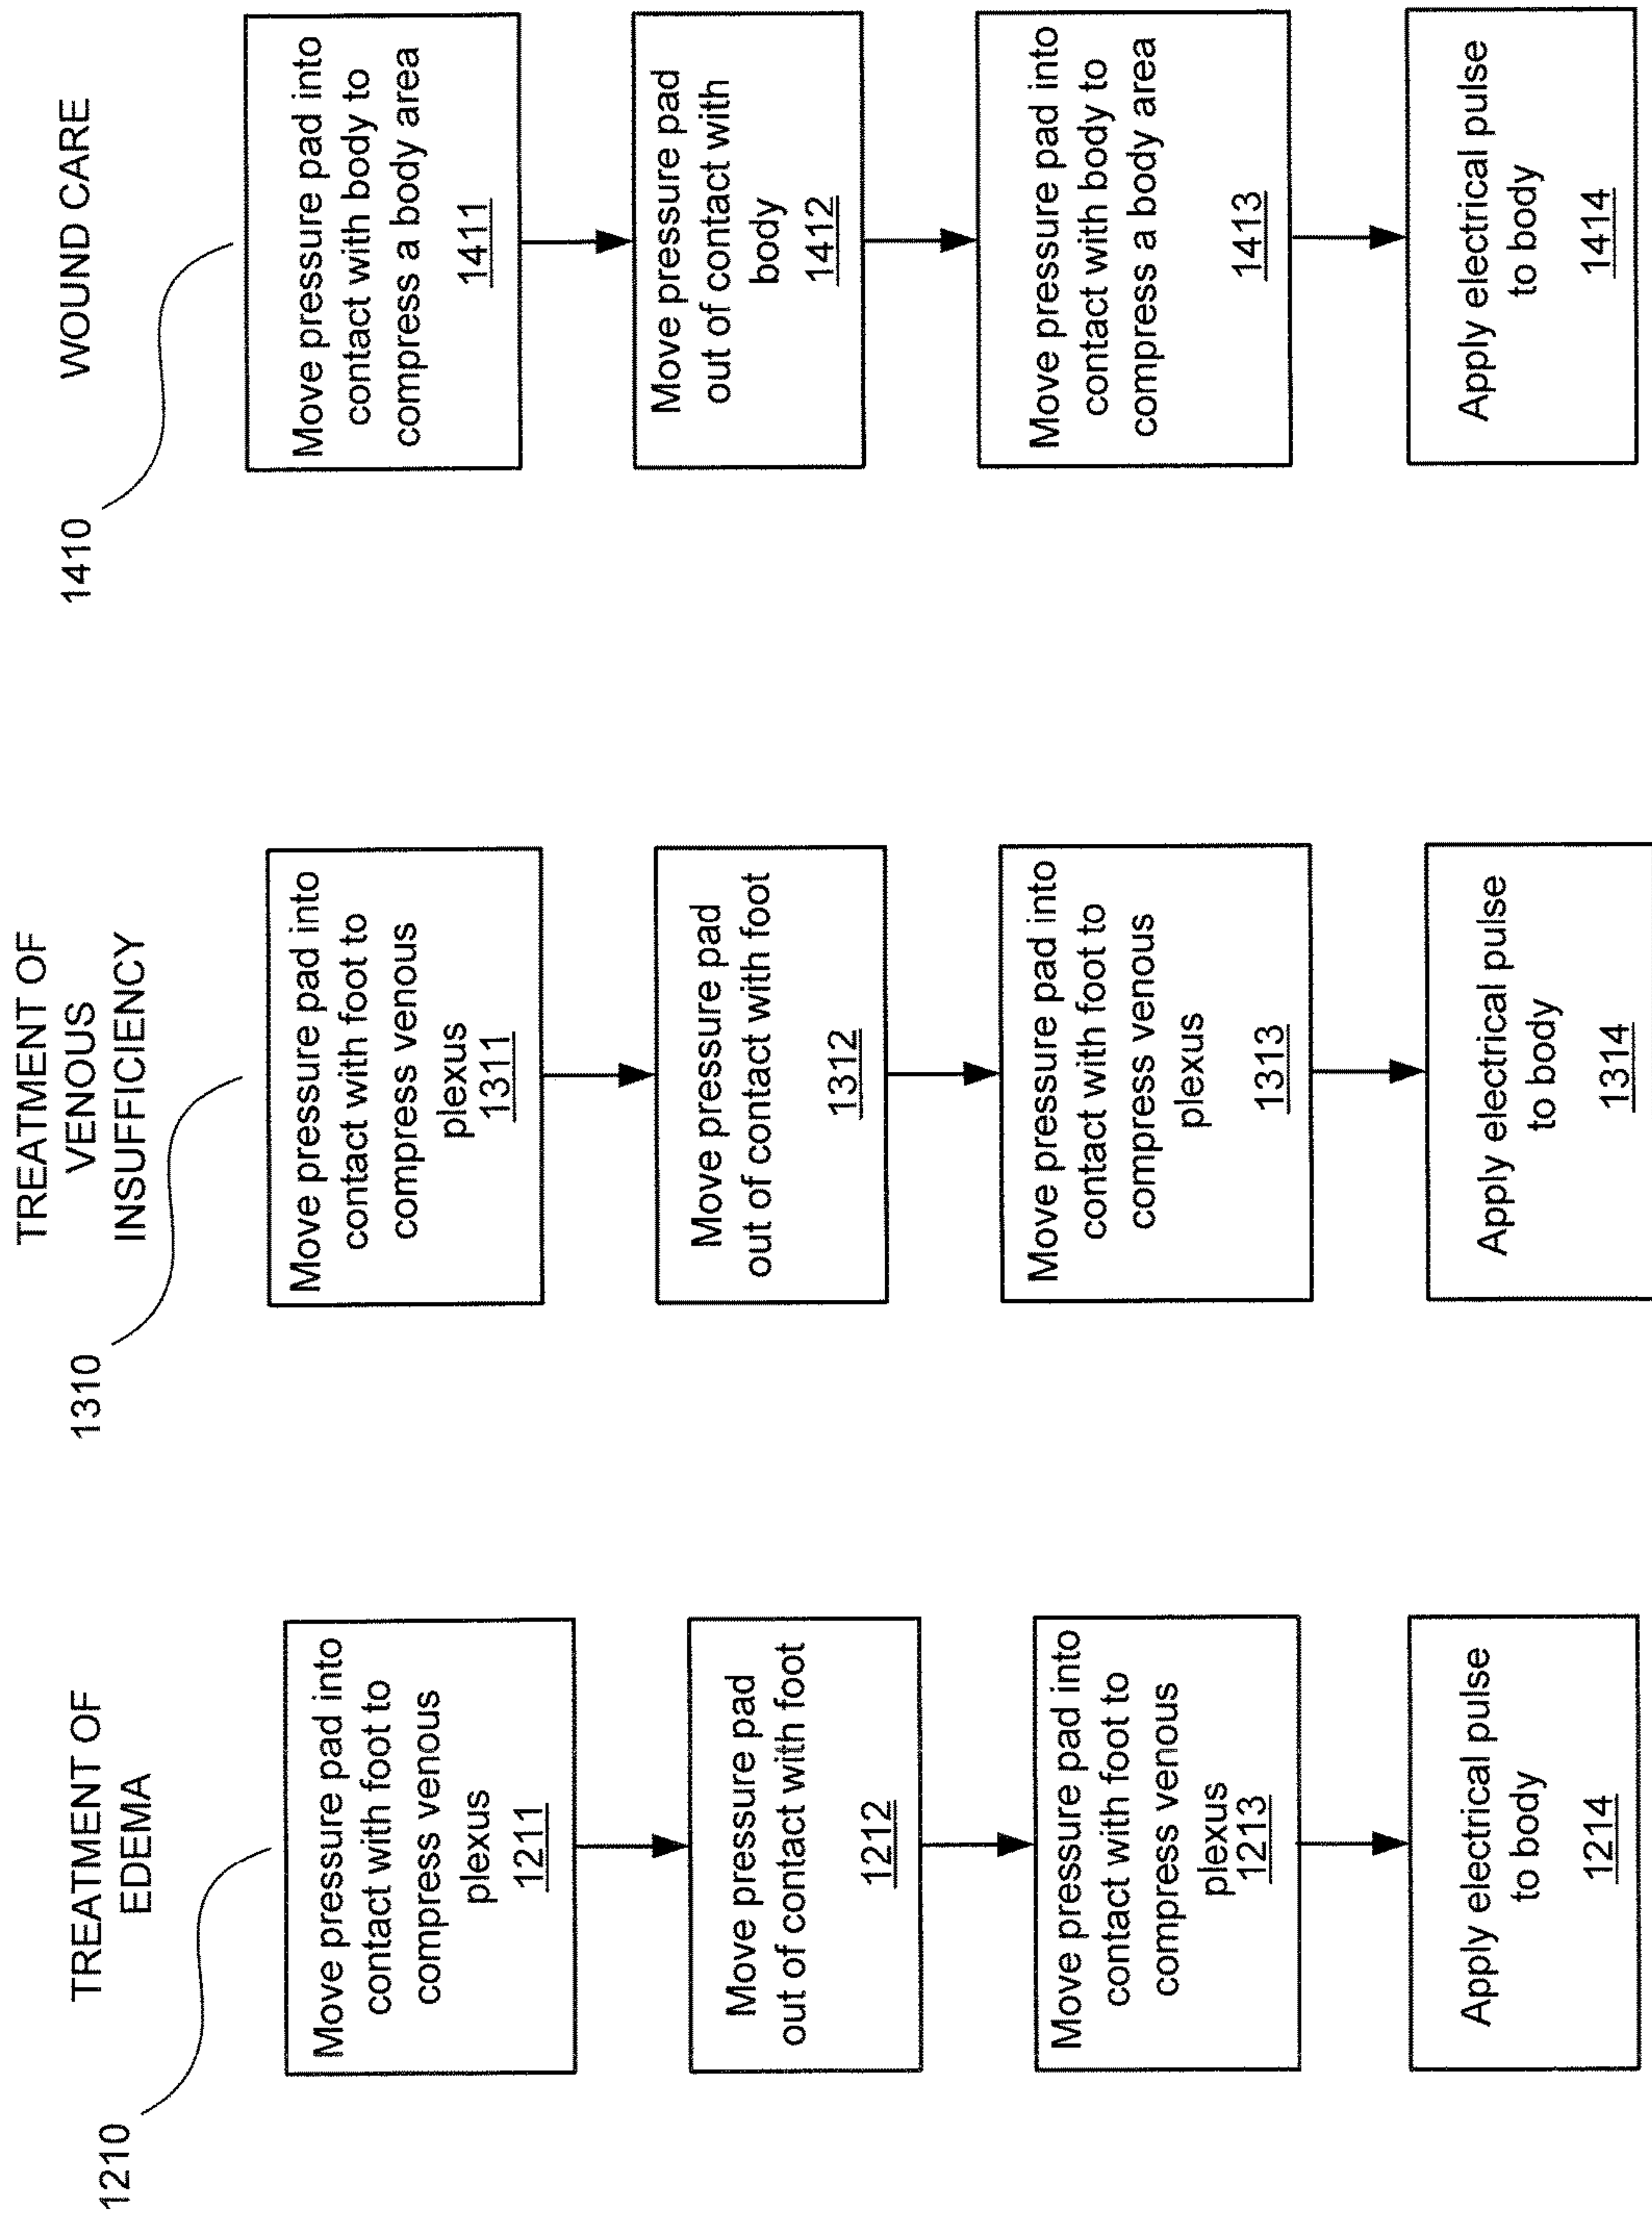 TREATMENT OF
EDEMA
1210
Move pressure pad into
contact with foot to
compress venous
plexus
1211
Move pressure pad
out of contact with foot
1212
Move pressure pad into
contact with foot to
compress venous
plexus
1213
Apply electrical pulse
to body
1214
TREATMENT OF
VENOUS
INSUFFICIENCY
1310
Move pressure pad into
contact with foot to
compress venous
plexus
1311
Move pressure pad
out of contact with foot
1312
Move pressure pad into
contact with foot to
compress venous
plexus
1313
Apply electrical pulse
to body
1314
WOUND CARE
1410
Move pressure pad into
contact with body to
compress a body area
1411
Move pressure pad
out of contact with
body
1412
Move pressure pad into
contact with body to
compress a body area
1413
Apply electrical pulse
to body
1414